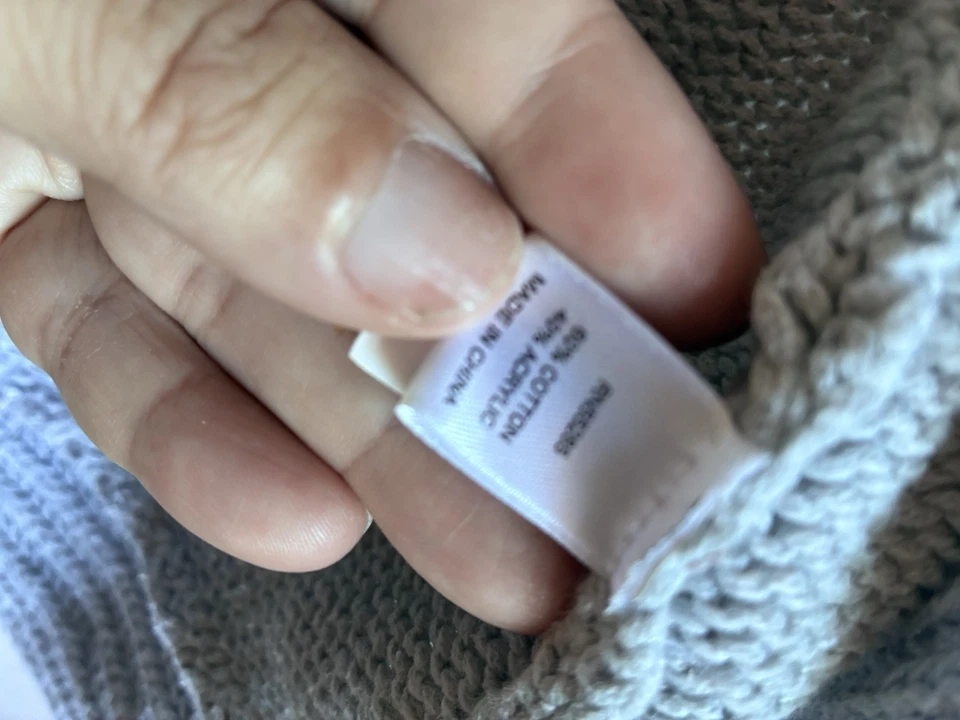 60% COTTON
40% ACRYLIC
MADE IN CHINA